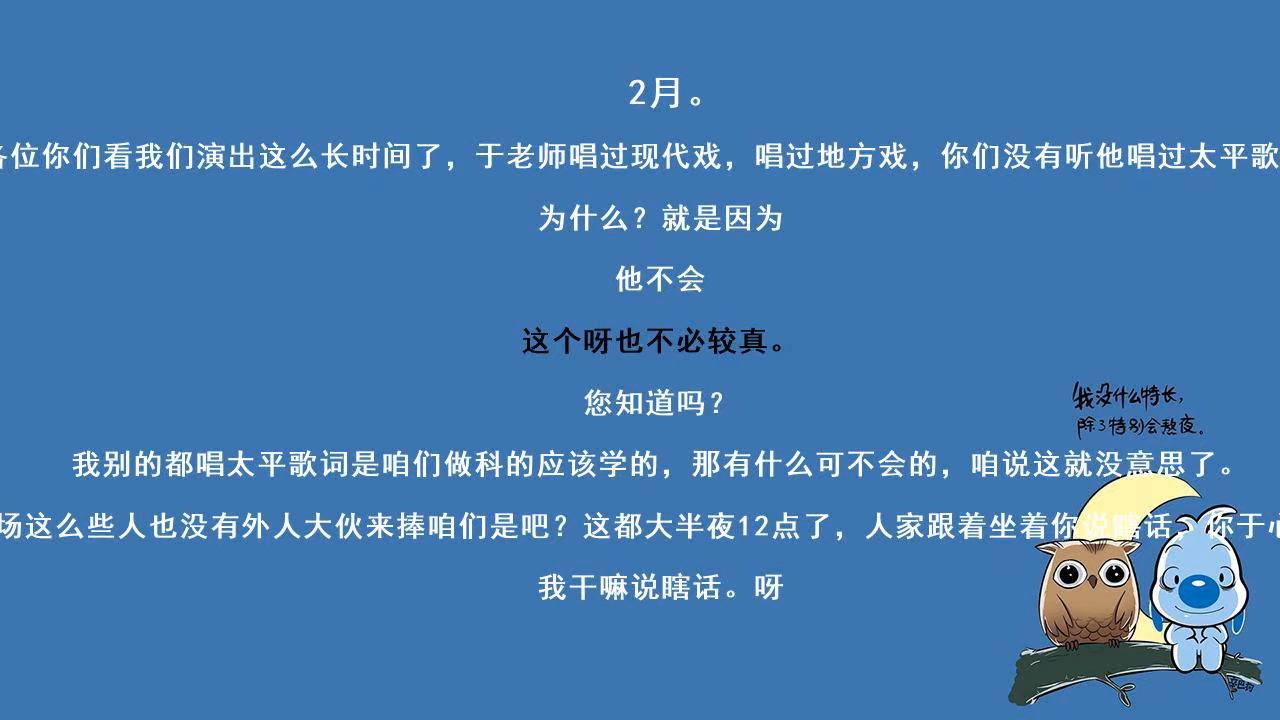 2月。
各位你们看我们演出这么长时间了，于老师唱过现代戏，唱过地方戏，你们没有听他唱过太平歌
为什么？就是因为
他不会
这个呀也不必较真。
您知道吗？
我没什么特长，
除了特别会熬夜。
我别的都唱太平歌词是咱们做科的应该学的，那有什么可不会的，咱说这就没意思了。
场这么些人也没有外人大伙来捧咱们是吧？这都大半夜12点了，人家跟着坐着你说瞎话，你于心
我干嘛说瞎话。呀